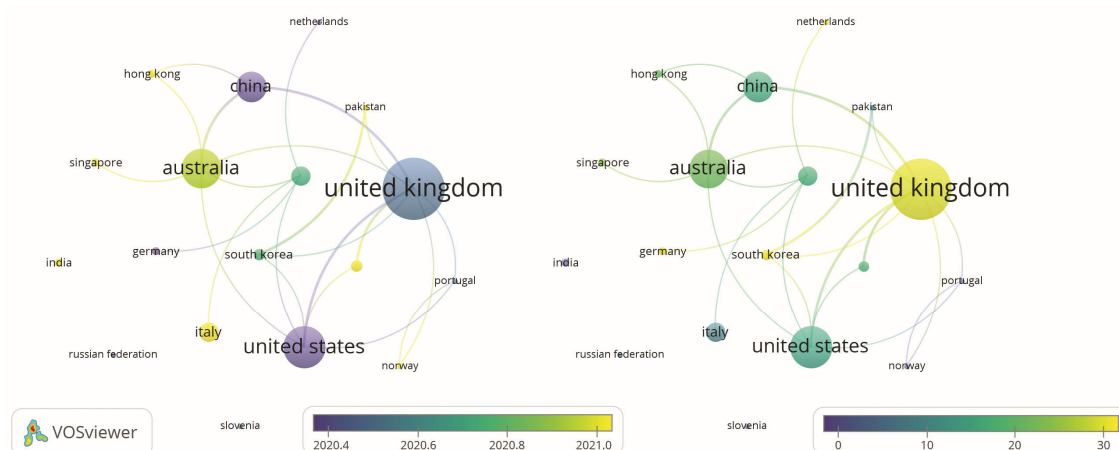 netherlands
china
hong kong
pakistan
singapore
australia
united kingdom
germany
south korea
india
portugal
italy
united states
russian federation
norway
VOSviewer
slovenia
2020.4 2020.6 2020.8 2021.0
netherlands
china
hong kong
pakistan
singapore
australia
united kingdom
germany
south korea
india
portugal
italy
united states
russian federation
norway
slovenia
0 10 20 30